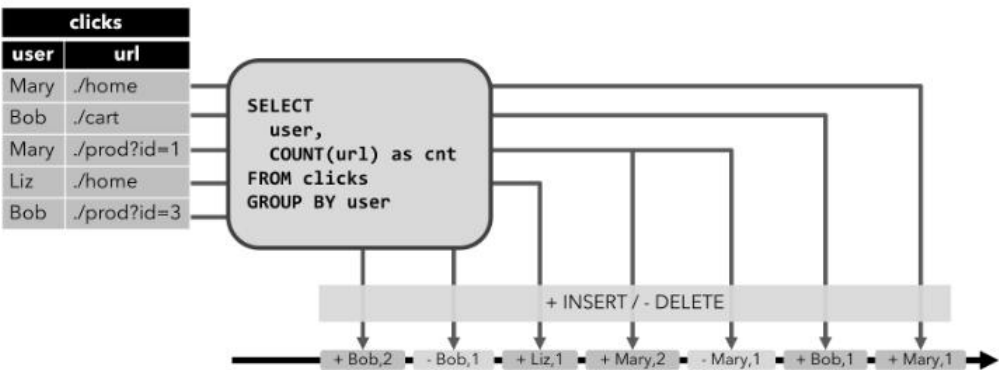 clicks
user url
Mary ./home
Bob ./cart
Mary ./prod?id=1
Liz ./home
Bob ./prod?id=3
SELECT
user,
COUNT(url) as cnt
FROM clicks
GROUP BY user
+ INSERT / - DELETE
+ Bob,2 - Bob,1 + Liz,1 + Mary,2 - Mary,1 + Bob,1 + Mary,1